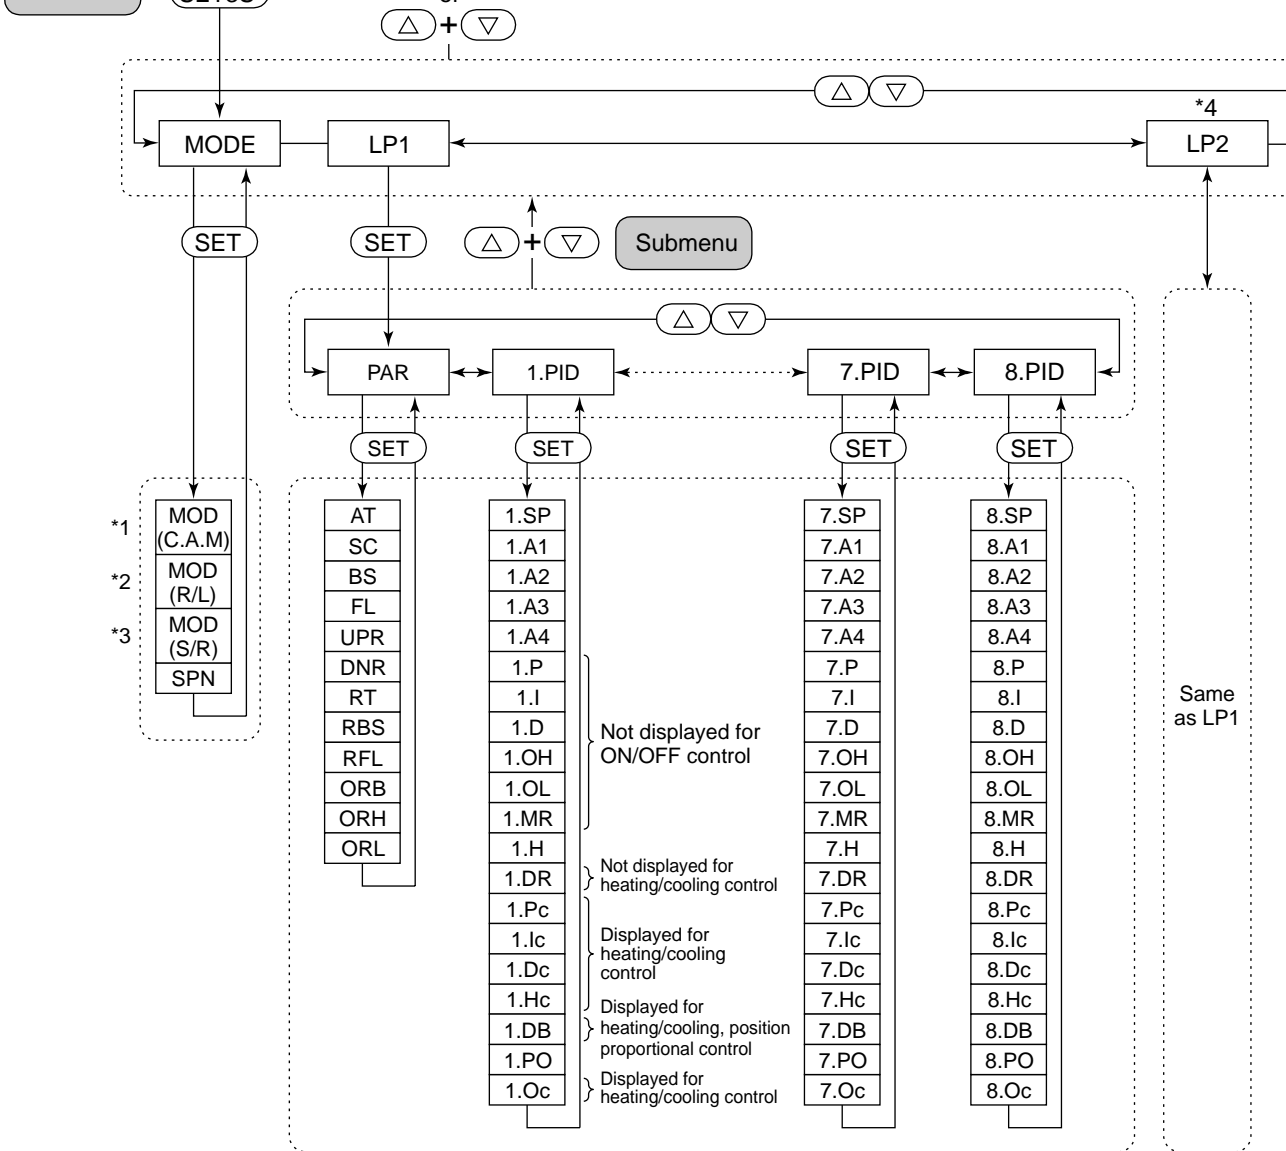 +
*4
MODE
LP1
LP2
SET
SET
+
Submenu
PAR
1.PID
7.PID
8.PID
SET
SET
SET
SET
*1
MOD
(C.A.M)
*2
MOD
(R/L)
*3
MOD
(S/R)
SPN
AT
SC
BS
FL
UPR
DNR
RT
RBS
RFL
ORB
ORH
ORL
1.SP
1.A1
1.A2
1.A3
1.A4
1.P
1.I
1.D
1.OH
1.OL
1.MR
1.H
1.DR
1.Pc
1.Ic
1.Dc
1.Hc
1.DB
1.PO
1.Oc
Not displayed for
ON/OFF control
Not displayed for
heating/cooling control
Displayed for
heating/cooling
control
Displayed for
heating/cooling, position
proportional control
Displayed for
heating/cooling control
7.SP
7.A1
7.A2
7.A3
7.A4
7.P
7.I
7.D
7.OH
7.OL
7.MR
7.H
7.DR
7.Pc
7.Ic
7.Dc
7.Hc
7.DB
7.PO
7.Oc
8.SP
8.A1
8.A2
8.A3
8.A4
8.P
8.I
8.D
8.OH
8.OL
8.MR
8.H
8.DR
8.Pc
8.Ic
8.Dc
8.Hc
8.DB
8.PO
8.Oc
Same
as LP1